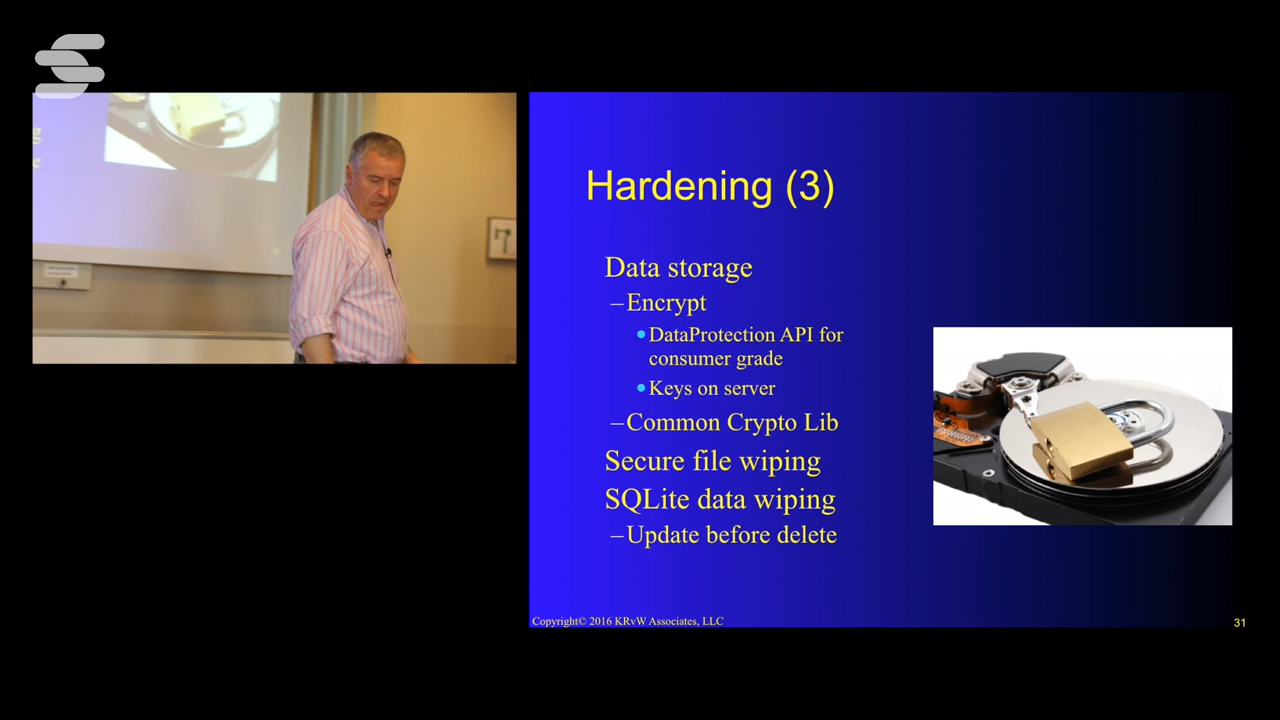 Hardening (3)
Data storage
–Encrypt
•DataProtection API for
consumer grade
•Keys on server
–Common Crypto Lib
Secure file wiping
SQLite data wiping
–Update before delete
Copyright© 2016 KRvW Associates, LLC
31